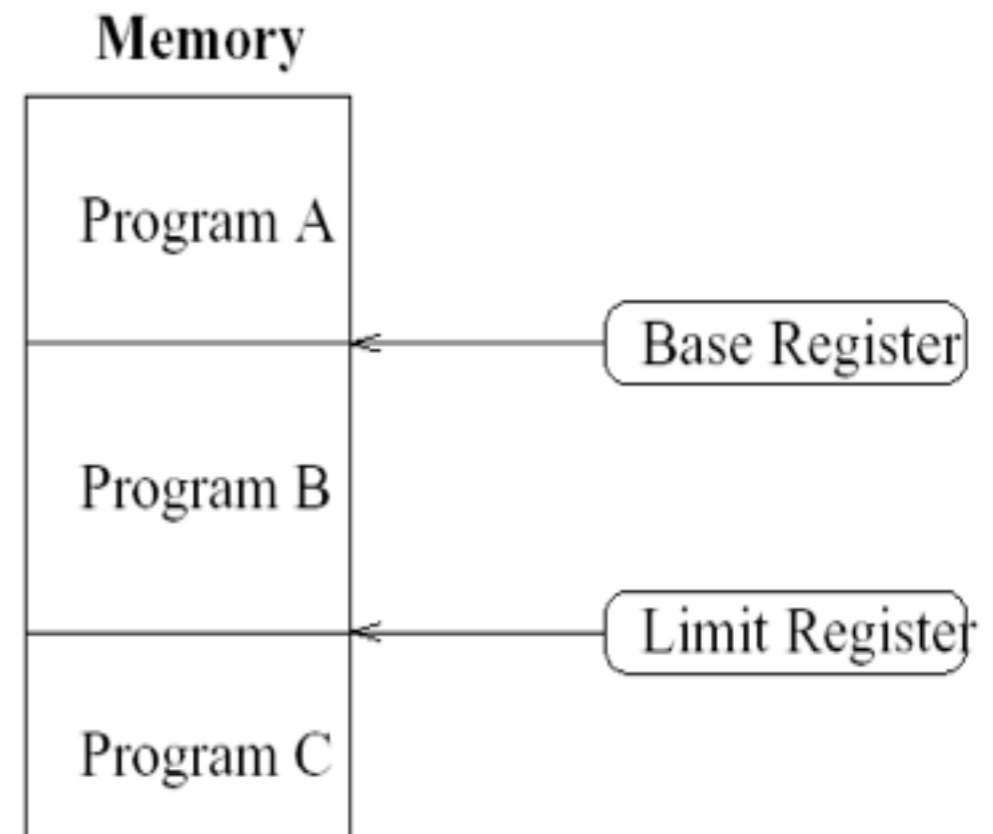 Memory
Program A
Base Register
Program B
Limit Register
Program C